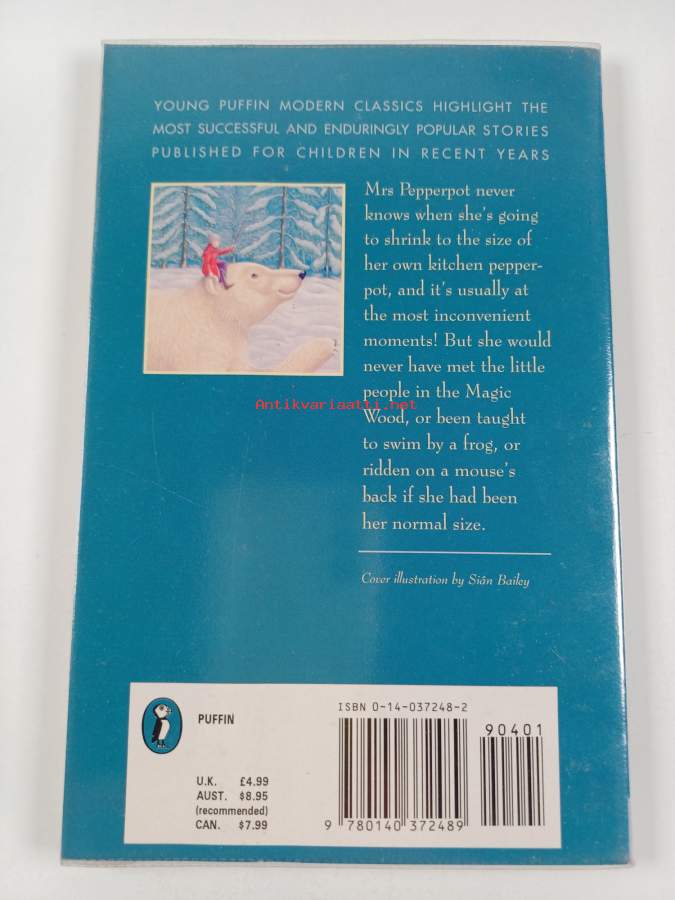 YOUNG PUFFIN MODERN CLASSICS HIGHLIGHT THE
MOST SUCCESSFUL AND ENDURINGLY POPULAR STORIES
PUBLISHED FOR CHILDREN IN RECENT YEARS
Mrs Pepperpot never
knows when she's going
to shrink to the size of
her own kitchen pepper-
pot, and it's usually at
the most inconvenient
moments! But she would
never have met the little
people in the Magic
Wood, or been taught
to swim by a frog, or
ridden on a mouse's
back if she had been
her normal size.
Antikvariaatti.net
Cover illustration by Siân Bailey
PUFFIN
U.K. £4.99
AUST. $8.95
(recommended)
CAN. $7.99
ISBN 0-14-037248-2
90401
9 780140 372489